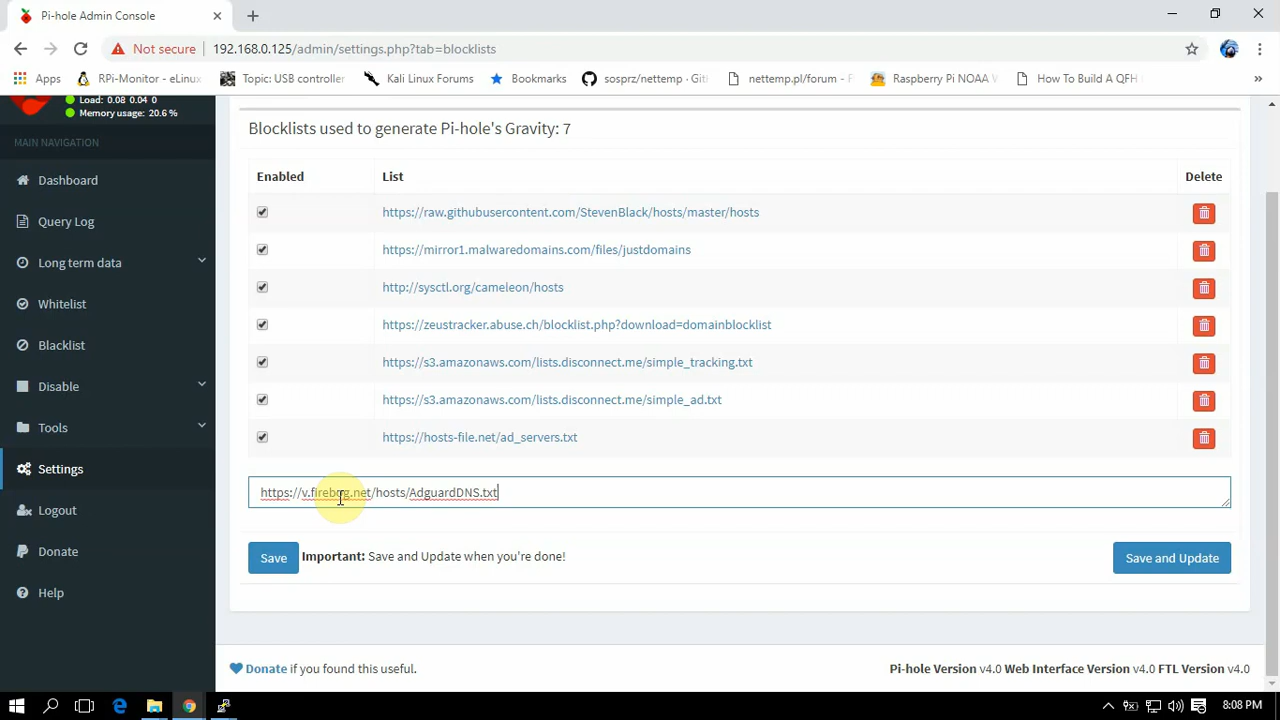 Pi-hole Admin Console
Not secure 192.168.0.125/admin/settings.php?tab=blocklists
Apps RPi-Monitor - eLinux Topic: USB controller Kali Linux Forums Bookmarks sosprz/nettemp · Git nettemp.pl/forum - P Raspberry Pi NOAA How To Build A QFH »
Load: 0.08 0.04 0
Memory usage: 20.6 %
MAIN NAVIGATION
Dashboard
Query Log
Long term data
Whitelist
Blacklist
Disable
Tools
Settings
Logout
Donate
Help
Blocklists used to generate Pi-hole's Gravity: 7
Enabled List Delete
https://raw.githubusercontent.com/StevenBlack/hosts/master/hosts
https://mirror1.malwaredomains.com/files/justdomains
http://sysctl.org/cameleon/hosts
https://zeustracker.abuse.ch/blocklist.php?download=domainblocklist
https://s3.amazonaws.com/lists.disconnect.me/simple_tracking.txt
https://s3.amazonaws.com/lists.disconnect.me/simple_ad.txt
https://hosts-file.net/ad_servers.txt
https://v.firebog.net/hosts/AdguardDNS.txt
Save Important: Save and Update when you're done! Save and Update
Donate if you found this useful. Pi-hole Version v4.0 Web Interface Version v4.0 FTL Version v4.0
8:08 PM